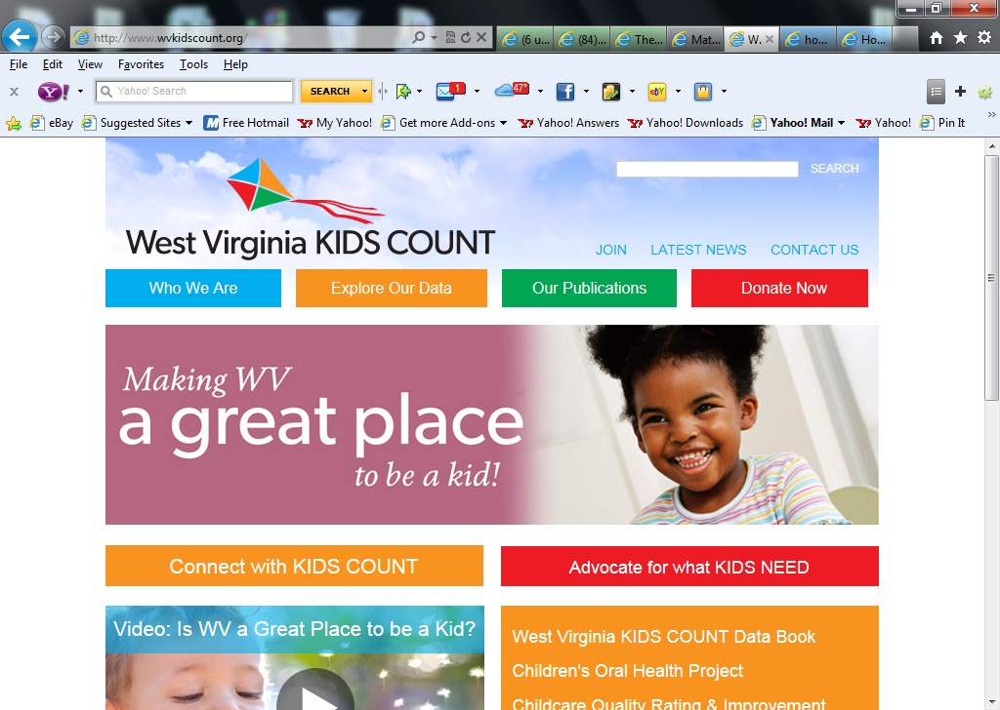 http://www.wvkidscount.org/
(6 u...
(84)...
The...
Mat...
W.
ho...
Ho...
File Edit View Favorites Tools Help
Y! Yahoo! Search SEARCH 1 47°
eBay Suggested Sites Free Hotmail My Yahoo! Get more Add-ons Yahoo! Answers Yahoo! Downloads Yahoo! Mail Yahoo! Pin It
SEARCH
West Virginia KIDS COUNT
JOIN LATEST NEWS CONTACT US
Who We Are Explore Our Data Our Publications Donate Now
Making WV
a great place
to be a kid!
Connect with KIDS COUNT
Advocate for what KIDS NEED
Video: Is WV a Great Place to be a Kid?
West Virginia KIDS COUNT Data Book
Children's Oral Health Project
Childcare Quality Rating & Improvement